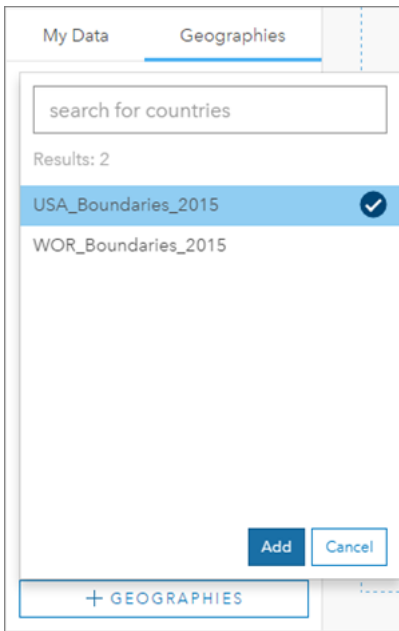 My Data Geographies
search for countries
Results: 2
USA_Boundaries_2015
WOR_Boundaries_2015
Add Cancel
+ GEOGRAPHIES